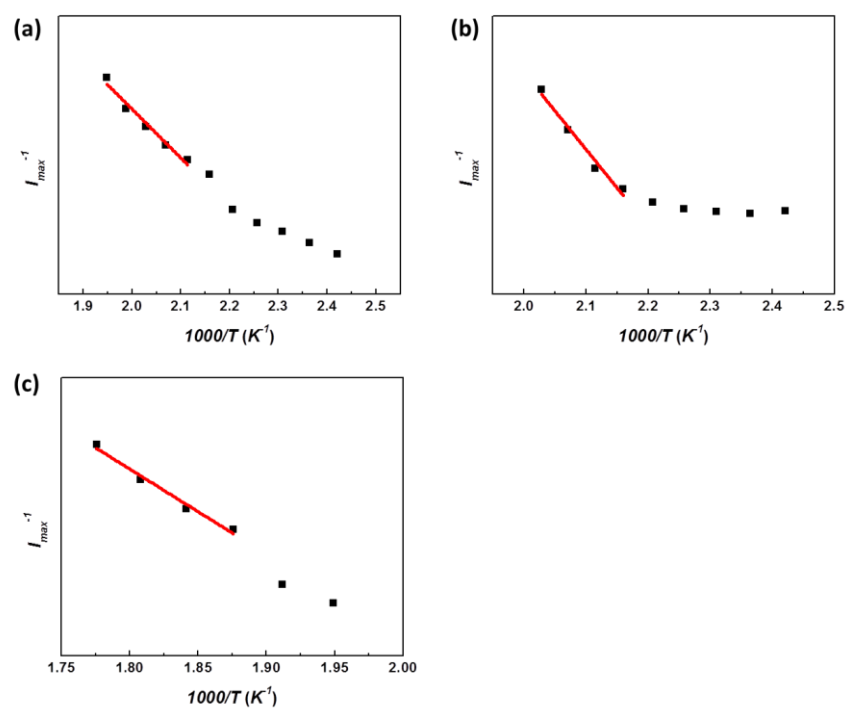 (a)
I_max^-1
1.9 2.0 2.1 2.2 2.3 2.4 2.5
1000/T (K^-1)
(b)
I_max^-1
2.0 2.1 2.2 2.3 2.4 2.5
1000/T (K^-1)
(c)
I_max^-1
1.75 1.80 1.85 1.90 1.95 2.00
1000/T (K^-1)